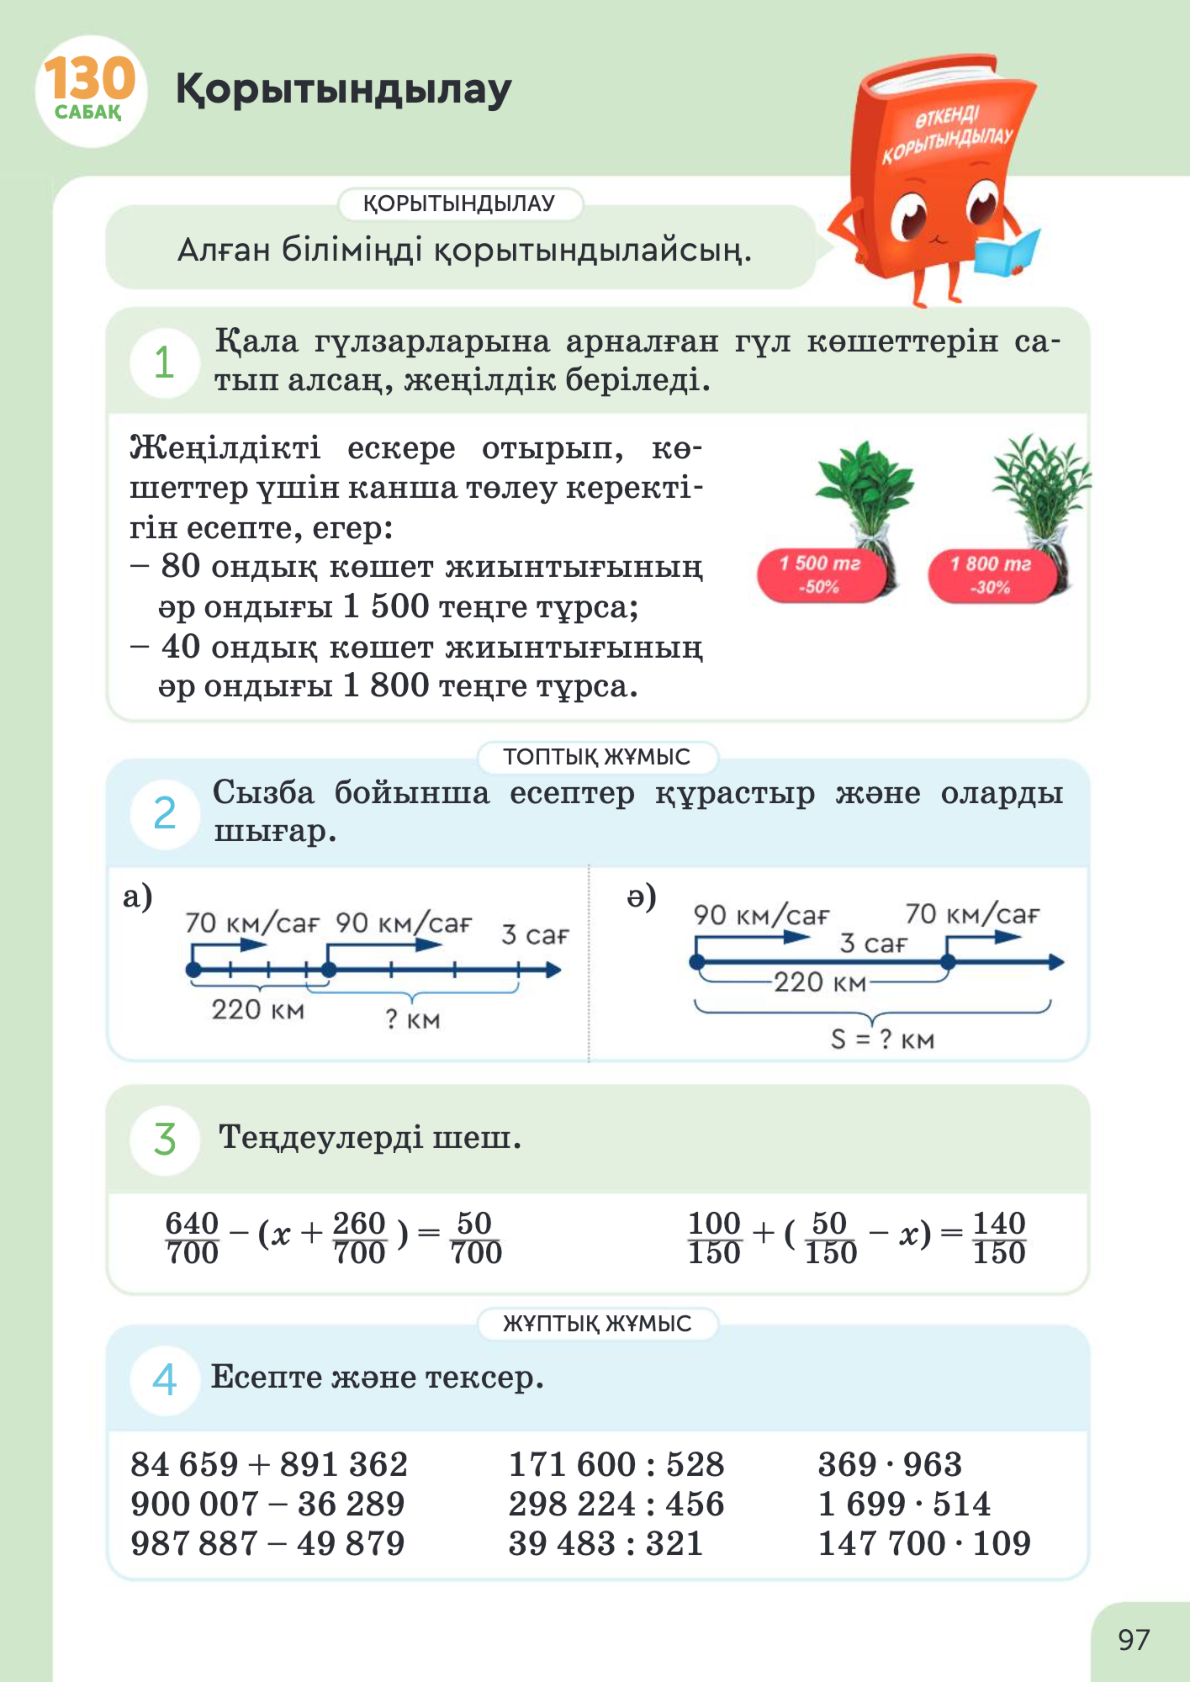 130
САБАҚ
Қорытындылау
ӨТКЕНДІ
ҚОРЫТЫНДЫЛАУ
ҚОРЫТЫНДЫЛАУ
Алған біліміңді қорытындылайсың.
1
Қала гүлзарларына арналған гүл көшеттерін са-
тып алсаң, жеңілдік беріледі.
Жеңілдікті ескере отырып, кө-
шеттер үшін канша төлеу керекті-
гін есепте, егер:
– 80 ондық көшет жиынтығының
әр ондығы 1 500 теңге тұрса;
– 40 ондық көшет жиынтығының
әр ондығы 1 800 теңге тұрса.
1 500 тг
-50%
1 800 тг
-30%
ТОПТЫҚ ЖҰМЫС
2
Сызба бойынша есептер құрастыр және оларды
шығар.
а)
70 км/сағ 90 км/сағ 3 сағ
220 км
? км
ә)
90 км/сағ 70 км/сағ
3 сағ
220 км
S = ? км
3
Теңдеулерді шеш.
640/700 – (x + 260/700) = 50/700
100/150 + (50/150 – x) = 140/150
ЖҰПТЫҚ ЖҰМЫС
4
Есепте және тексер.
84 659 + 891 362 171 600 : 528 369 · 963
900 007 – 36 289 298 224 : 456 1 699 · 514
987 887 – 49 879 39 483 : 321 147 700 · 109
97